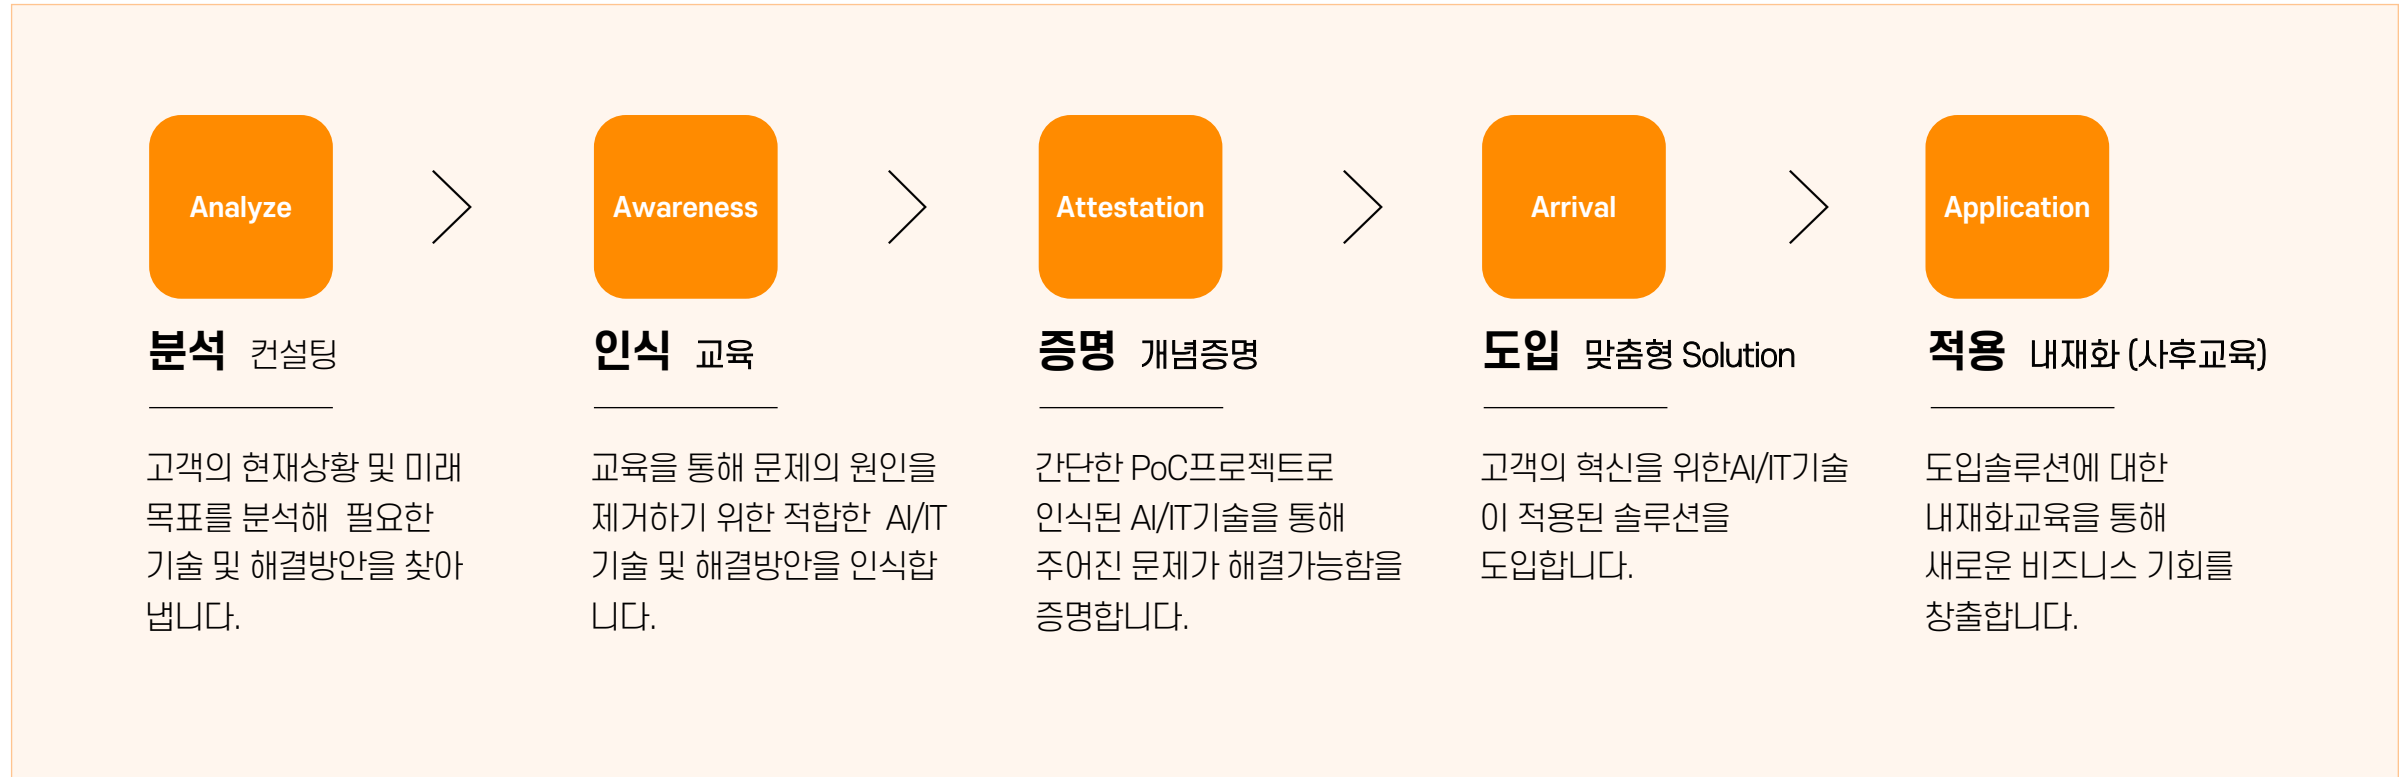 Analyze
Awareness
Attestation
Arrival
Application
분석 컨설팅
인식 교육
증명 개념증명
도입 맞춤형 Solution
적용 내재화 (사후교육)
고객의 현재상황 및 미래
목표를 분석해 필요한
기술 및 해결방안을 찾아
냅니다.
교육을 통해 문제의 원인을
제거하기 위한 적합한 AI/IT
기술 및 해결방안을 인식합
니다.
간단한 PoC프로젝트로
인식된 AI/IT기술을 통해
주어진 문제가 해결가능함을
증명합니다.
고객의 혁신을 위한AI/IT기술
이 적용된 솔루션을
도입합니다.
도입솔루션에 대한
내재화교육을 통해
새로운 비즈니스 기회를
창출합니다.